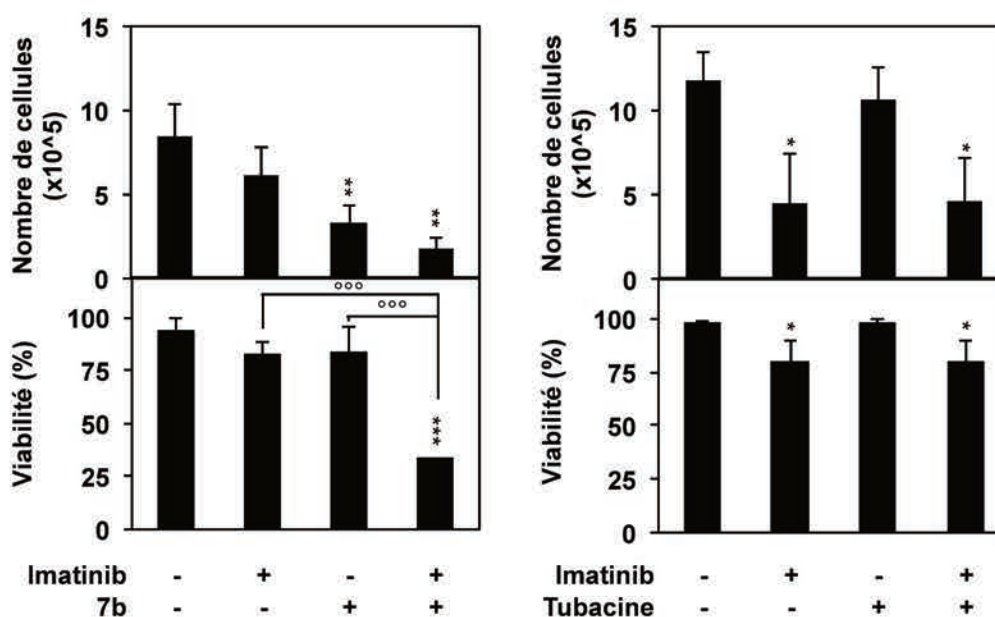 Nombre de cellules
(x10^5)
15
10
5
0
**
**
Viabilité (%)
100
75
50
25
0
°°°
°°°
***
Imatinib - + - +
7b - - + +
Nombre de cellules
(x10^5)
15
10
5
0
*
*
Viabilité (%)
100
75
50
25
0
*
*
Imatinib - + - +
Tubacine - - + +